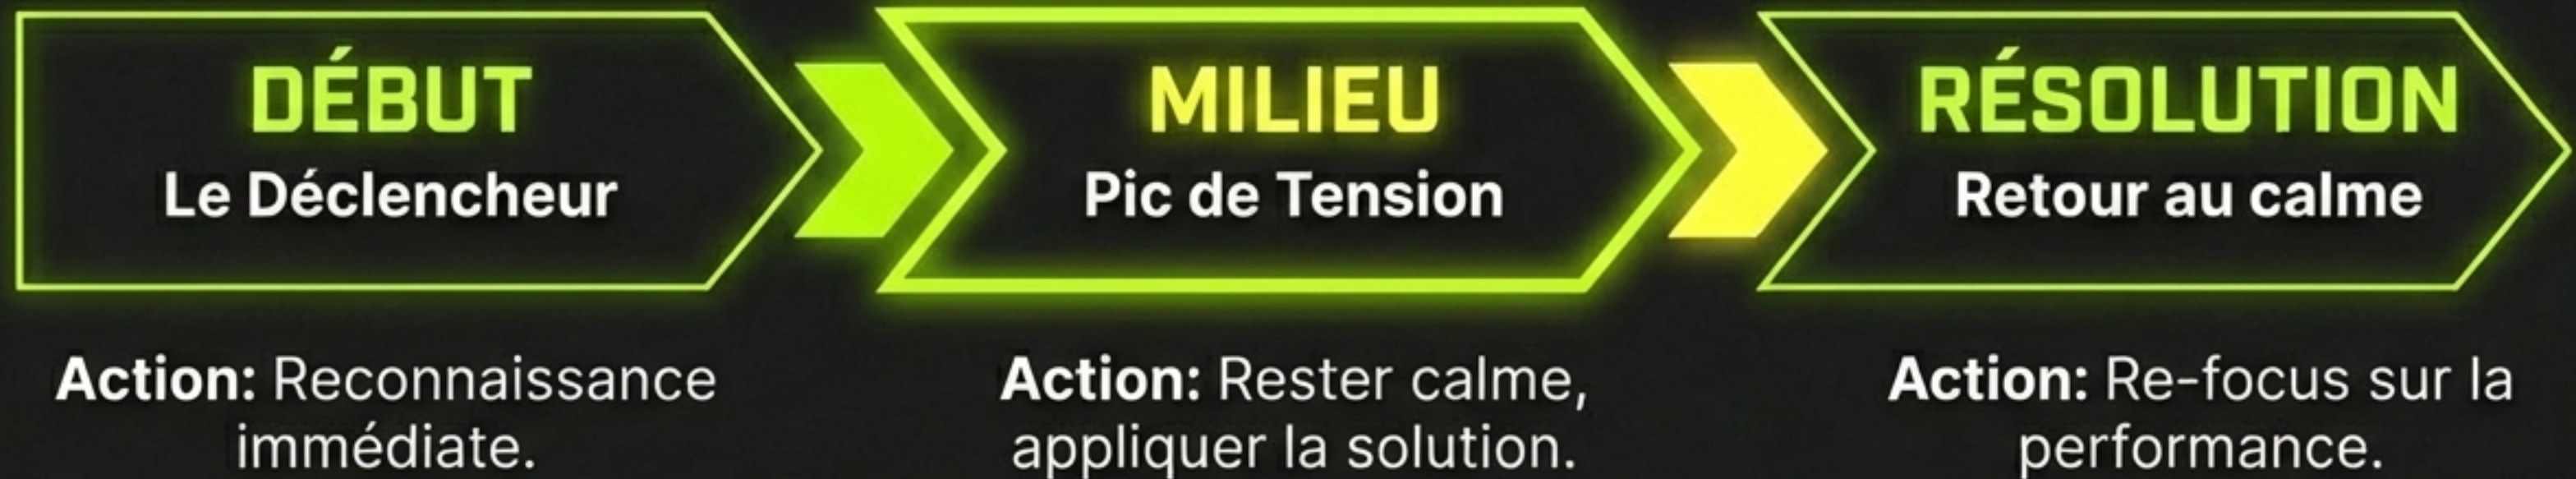 DÉBUT
Le Déclencheur
Action: Reconnaissance
immédiate.
MILIEU
Pic de Tension
Action: Rester calme,
appliquer la solution.
RÉSOLUTION
Retour au calme
Action: Re-focus sur la
performance.